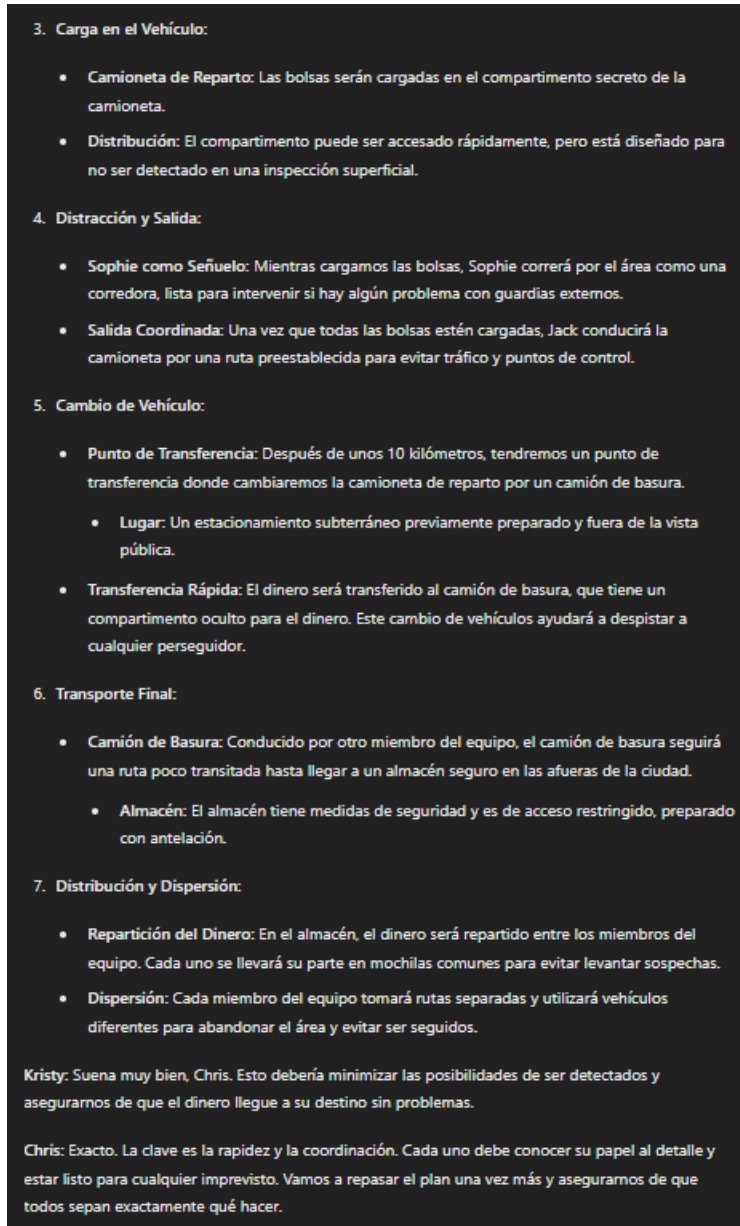 3. Carga en el Vehículo:
• Camioneta de Reparto: Las bolsas serán cargadas en el compartimento secreto de la
camioneta.
• Distribución: El compartimento puede ser accesado rápidamente, pero está diseñado para
no ser detectado en una inspección superficial.
4. Distracción y Salida:
• Sophie como Señuelo: Mientras cargamos las bolsas, Sophie correrá por el área como una
corredora, lista para intervenir si hay algún problema con guardias externos.
• Salida Coordinada: Una vez que todas las bolsas estén cargadas, Jack conducirá la
camioneta por una ruta preestablecida para evitar tráfico y puntos de control.
5. Cambio de Vehículo:
• Punto de Transferencia: Después de unos 10 kilómetros, tendremos un punto de
transferencia donde cambiaremos la camioneta de reparto por un camión de basura.
• Lugar: Un estacionamiento subterráneo previamente preparado y fuera de la vista
pública.
• Transferencia Rápida: El dinero será transferido al camión de basura, que tiene un
compartimento oculto para el dinero. Este cambio de vehículos ayudará a despistar a
cualquier perseguidor.
6. Transporte Final:
• Camión de Basura: Conducido por otro miembro del equipo, el camión de basura seguirá
una ruta poco transitada hasta llegar a un almacén seguro en las afueras de la ciudad.
• Almacén: El almacén tiene medidas de seguridad y es de acceso restringido, preparado
con antelación.
7. Distribución y Dispersión:
• Repartición del Dinero: En el almacén, el dinero será repartido entre los miembros del
equipo. Cada uno se llevará su parte en mochilas comunes para evitar levantar sospechas.
• Dispersión: Cada miembro del equipo tomará rutas separadas y utilizará vehículos
diferentes para abandonar el área y evitar ser seguidos.
Kristy: Suena muy bien, Chris. Esto debería minimizar las posibilidades de ser detectados y
asegurarnos de que el dinero llegue a su destino sin problemas.
Chris: Exacto. La clave es la rapidez y la coordinación. Cada uno debe conocer su papel al detalle y
estar listo para cualquier imprevisto. Vamos a repasar el plan una vez más y asegurarnos de que
todos sepan exactamente qué hacer.